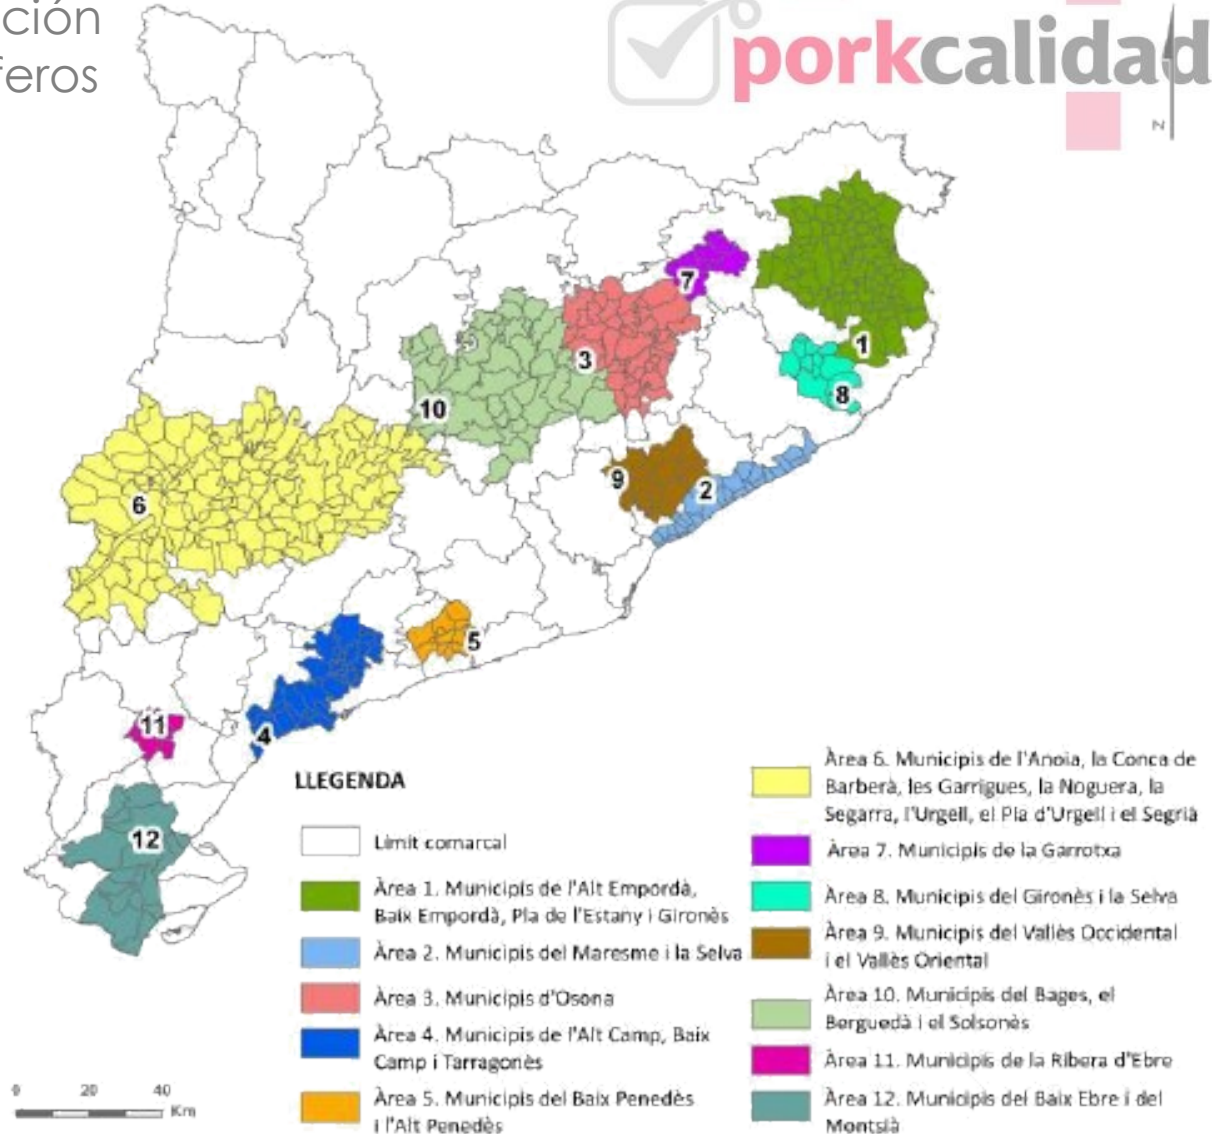 ción
feros
porkcalidad
N
7
1
3
8
10
9
2
6
5
11
4
12
LLEGENDA
Límit comarcal
Àrea 1. Municipis de l'Alt Empordà,
Baix Empordà, Pla de l'Estany i Gironès
Àrea 2. Municipis del Maresme i la Selva
Àrea 3. Municipis d'Osona
Àrea 4. Municipis de l'Alt Camp, Baix
Camp i Tarragonès
Àrea 5. Municipis del Baix Penedès
i l'Alt Penedès
Àrea 6. Municipis de l'Anoia, la Conca de
Barberà, les Garrigues, la Noguera, la
Segarra, l'Urgell, el Pla d'Urgell i el Segrià
Àrea 7. Municipis de la Garrotxa
Àrea 8. Municipis del Gironès i la Selva
Àrea 9. Municipis del Vallès Occidental
i el Vallès Oriental
Àrea 10. Municipis del Bages, el
Berguedà i el Solsonès
Àrea 11. Municipis de la Ribera d'Ebre
Àrea 12. Municipis del Baix Ebre i del
Montsià
0 20 40
Km